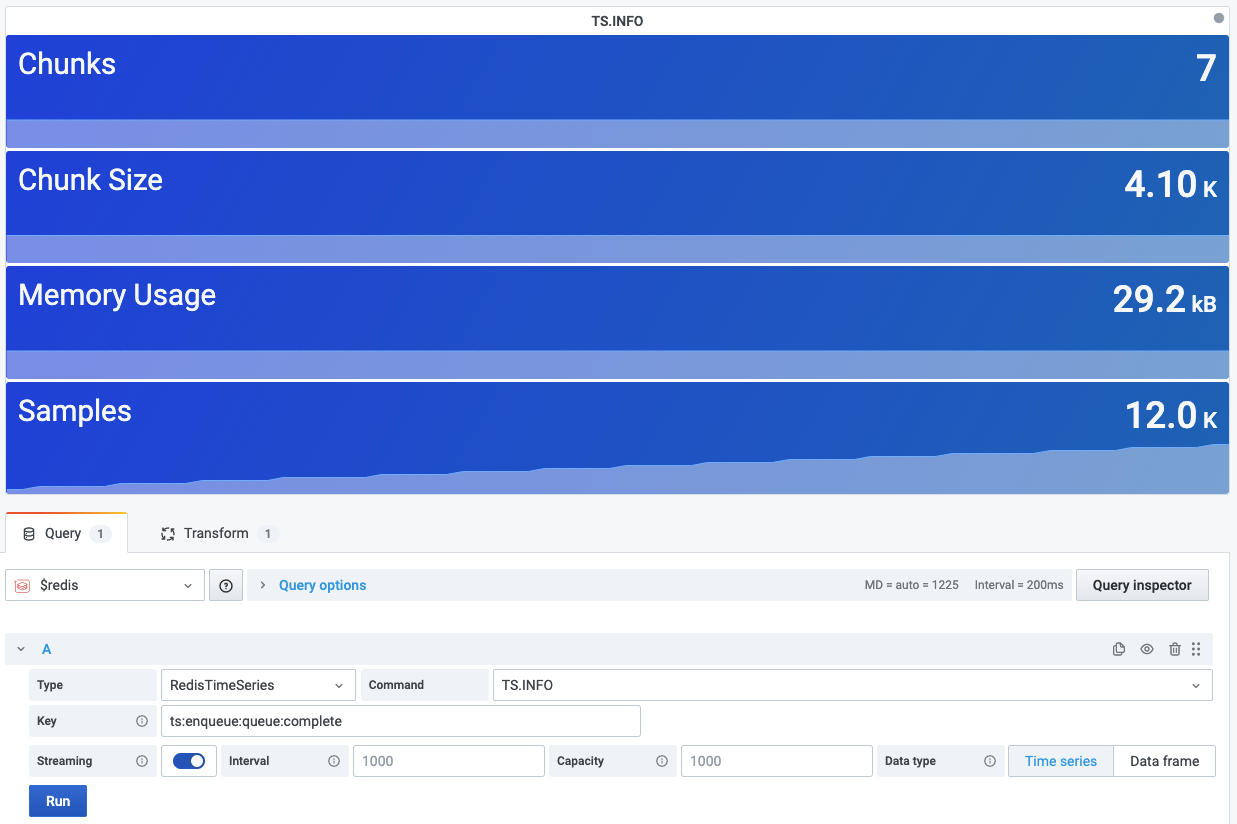 TS.INFO
Chunks 7
Chunk Size 4.10 K
Memory Usage 29.2 kB
Samples 12.0 K
Query 1 Transform 1
$redis Query options MD = auto = 1225 Interval = 200ms Query inspector
A
Type RedisTimeSeries Command TS.INFO
Key ts:enqueue:queue:complete
Streaming Interval 1000 Capacity 1000 Data type Time series Data frame
Run